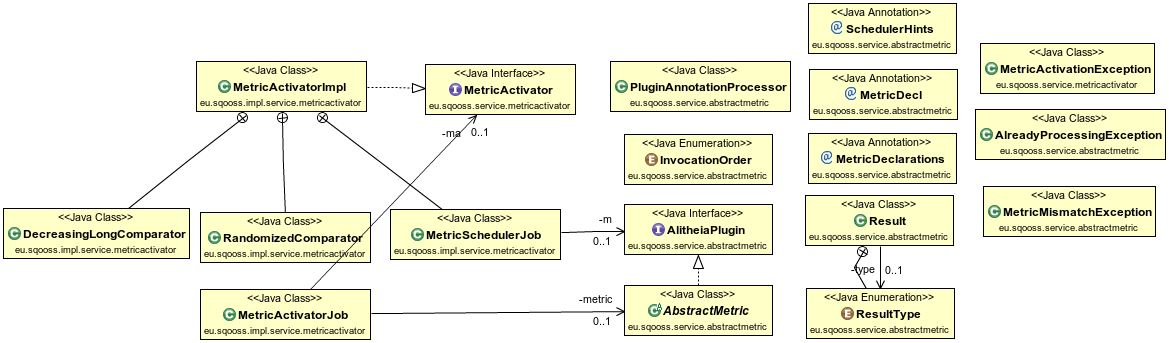 <<Java Annotation>>
SchedulerHints
eu.sqooss.service.abstractmetric
<<Java Class>>
MetricActivationException
eu.sqooss.service.abstractmetric
<<Java Class>>
MetricActivatorImpl
eu.sqooss.impl.service.metricactivator
<<Java Interface>>
MetricActivator
eu.sqooss.service.metricactivator
<<Java Class>>
PluginAnnotationProcessor
eu.sqooss.service.abstractmetric
<<Java Annotation>>
MetricDecl
eu.sqooss.service.abstractmetric
<<Java Class>>
AlreadyProcessingException
eu.sqooss.service.abstractmetric
-ma
0..1
<<Java Enumeration>>
InvocationOrder
eu.sqooss.service.abstractmetric
<<Java Annotation>>
MetricDeclarations
eu.sqooss.service.abstractmetric
<<Java Class>>
MetricMismatchException
eu.sqooss.service.abstractmetric
<<Java Class>>
DecreasingLongComparator
eu.sqooss.impl.service.metricactivator
<<Java Class>>
RandomizedComparator
eu.sqooss.impl.service.metricactivator
<<Java Class>>
MetricSchedulerJob
eu.sqooss.impl.service.metricactivator
-m
0..1
<<Java Interface>>
AlitheiaPlugin
eu.sqooss.service.abstractmetric
<<Java Class>>
Result
eu.sqooss.service.abstractmetric
-type
0..1
<<Java Class>>
MetricActivatorJob
eu.sqooss.impl.service.metricactivator
-metric
0..1
<<Java Class>>
AbstractMetric
eu.sqooss.service.abstractmetric
<<Java Enumeration>>
ResultType
eu.sqooss.service.abstractmetric